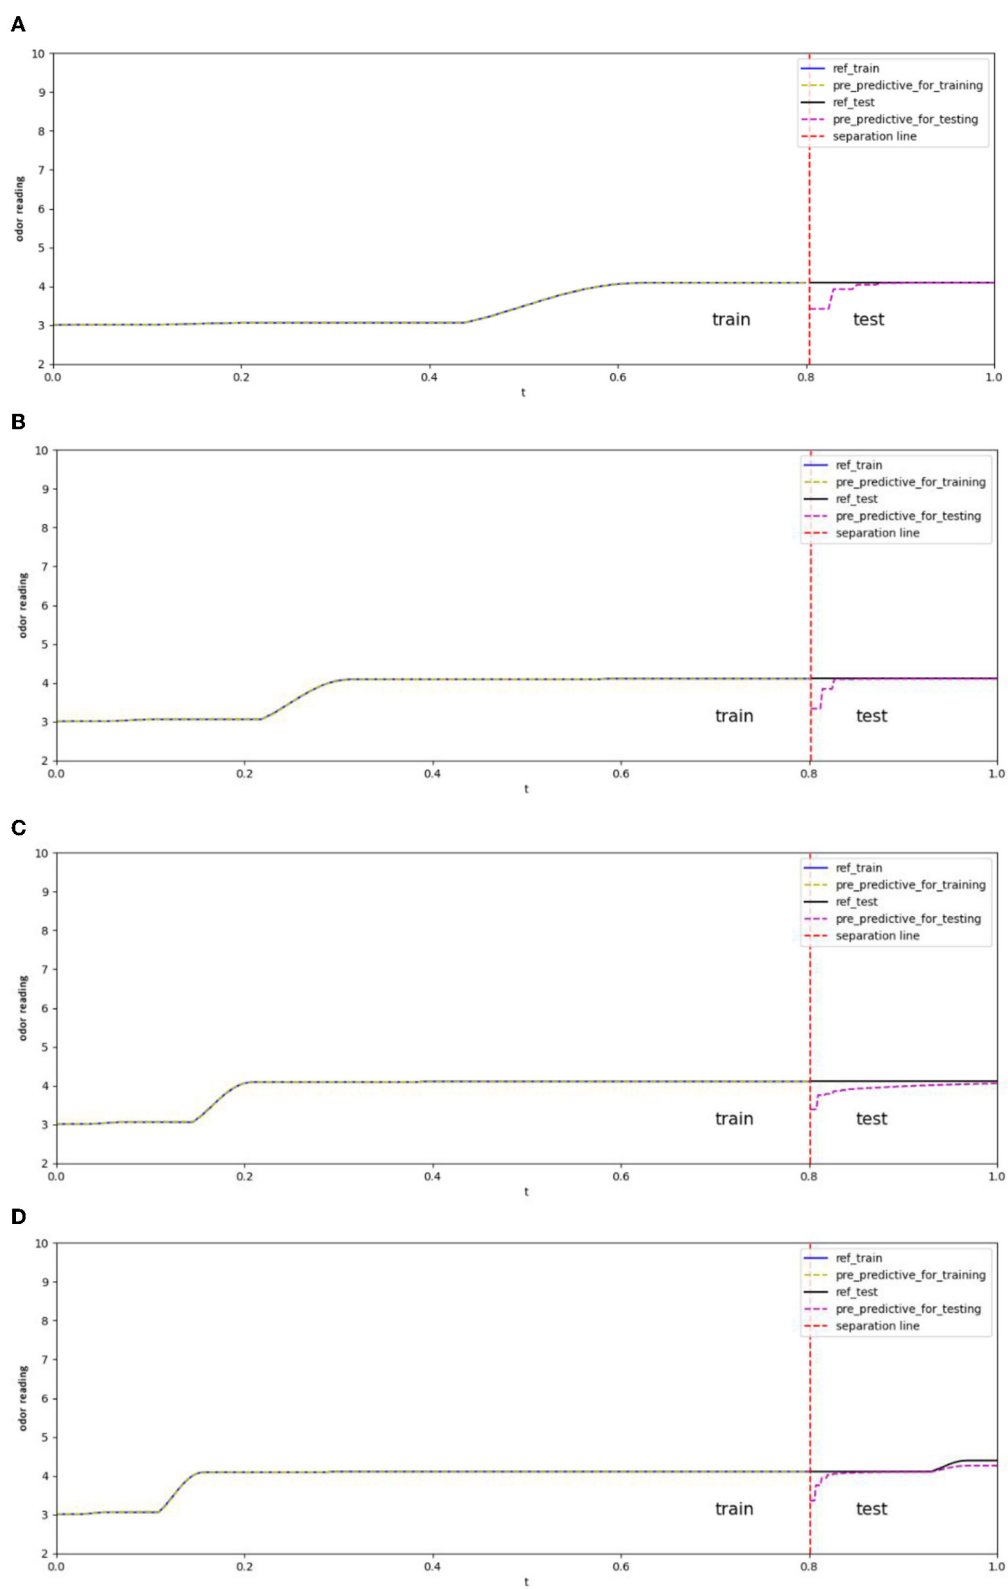 A
10
9
8
7
6
5
4
3
2
odor reading
ref_train
pre_predictive_for_training
ref_test
pre_predictive_for_testing
separation line
train
test
0.0 0.2 0.4 0.6 0.8 1.0
t
B
10
9
8
7
6
5
4
3
2
odor reading
ref_train
pre_predictive_for_training
ref_test
pre_predictive_for_testing
separation line
train
test
0.0 0.2 0.4 0.6 0.8 1.0
t
C
10
9
8
7
6
5
4
3
2
odor reading
ref_train
pre_predictive_for_training
ref_test
pre_predictive_for_testing
separation line
train
test
0.0 0.2 0.4 0.6 0.8 1.0
t
D
10
9
8
7
6
5
4
3
2
odor reading
ref_train
pre_predictive_for_training
ref_test
pre_predictive_for_testing
separation line
train
test
0.0 0.2 0.4 0.6 0.8 1.0
t